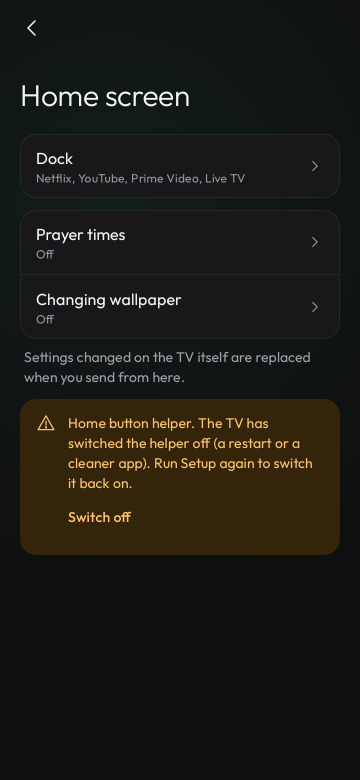 Home screen
Dock
Netflix, YouTube, Prime Video, Live TV
Prayer times
Off
Changing wallpaper
Off
Settings changed on the TV itself are replaced
when you send from here.
Home button helper. The TV has
switched the helper off (a restart or a
cleaner app). Run Setup again to switch
it back on.
Switch off